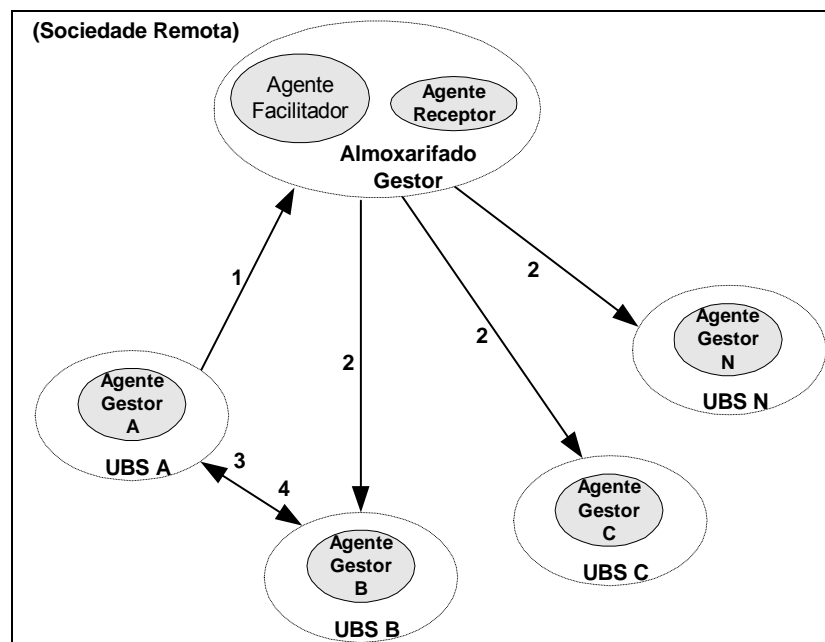 (Sociedade Remota)
Agente
Facilitador
Agente
Receptor
Almoxarifado
Gestor
1
2
2
2
Agente
Gestor
N
UBS N
Agente
Gestor
A
UBS A
3
4
Agente
Gestor
C
UBS C
Agente
Gestor
B
UBS B